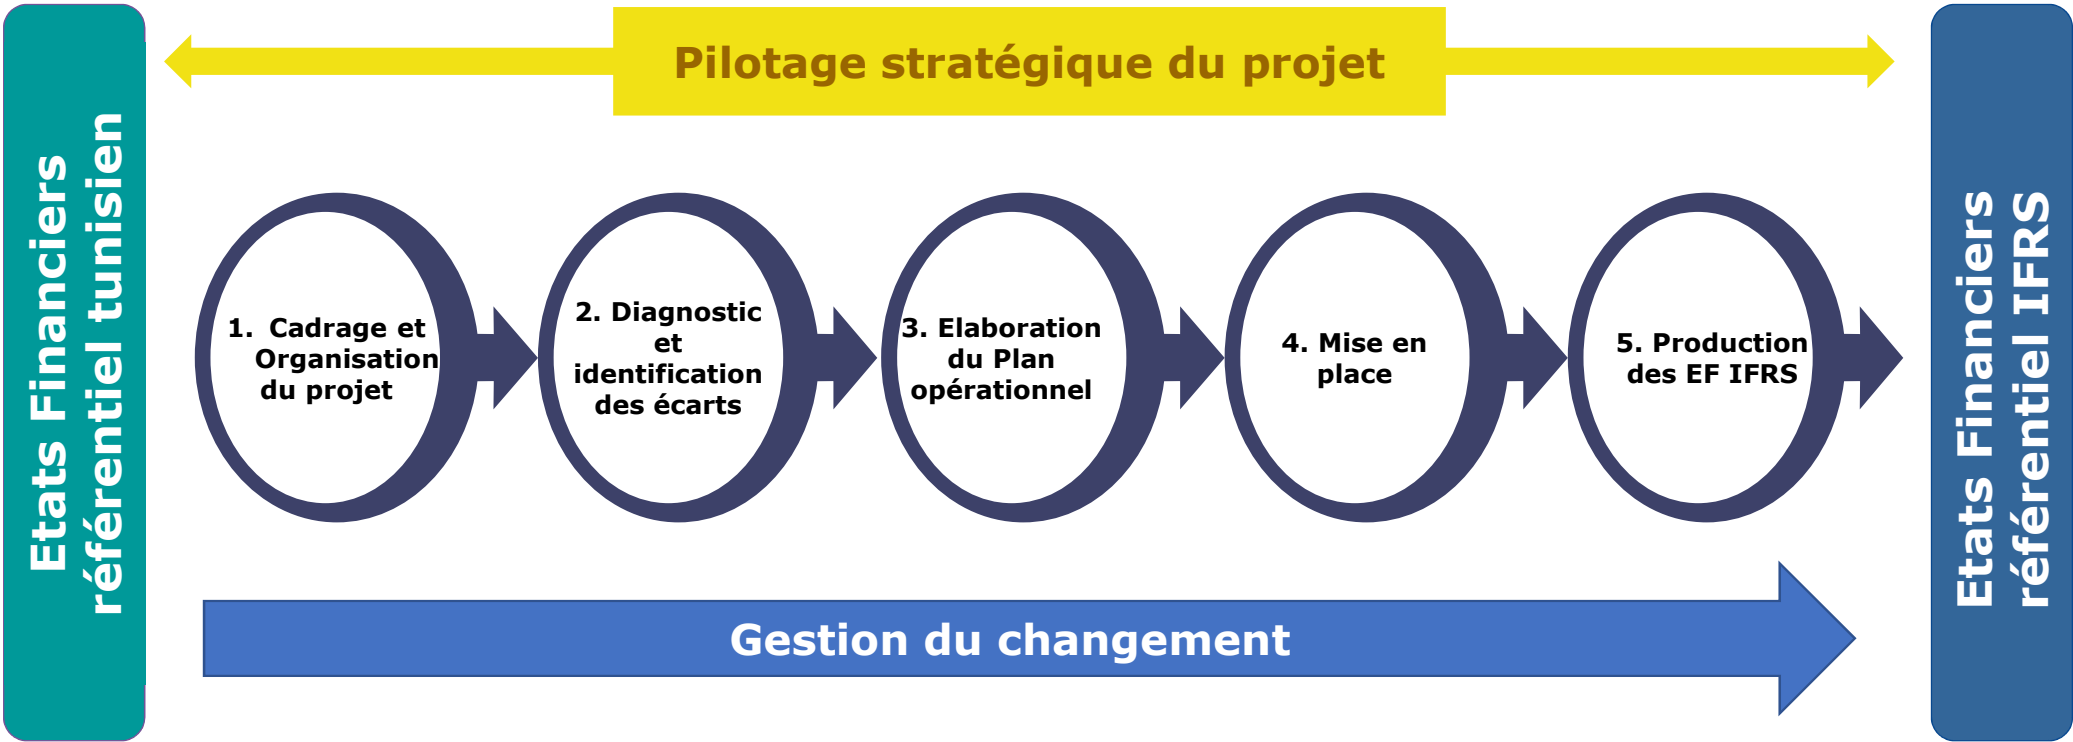 Etats Financiers
référentiel tunisien
Pilotage stratégique du projet
1. Cadrage et
Organisation
du projet
2. Diagnostic
et
identification
des écarts
3. Elaboration
du Plan
opérationnel
4. Mise en
place
5. Production
des EF IFRS
Gestion du changement
Etats Financiers
référentiel IFRS